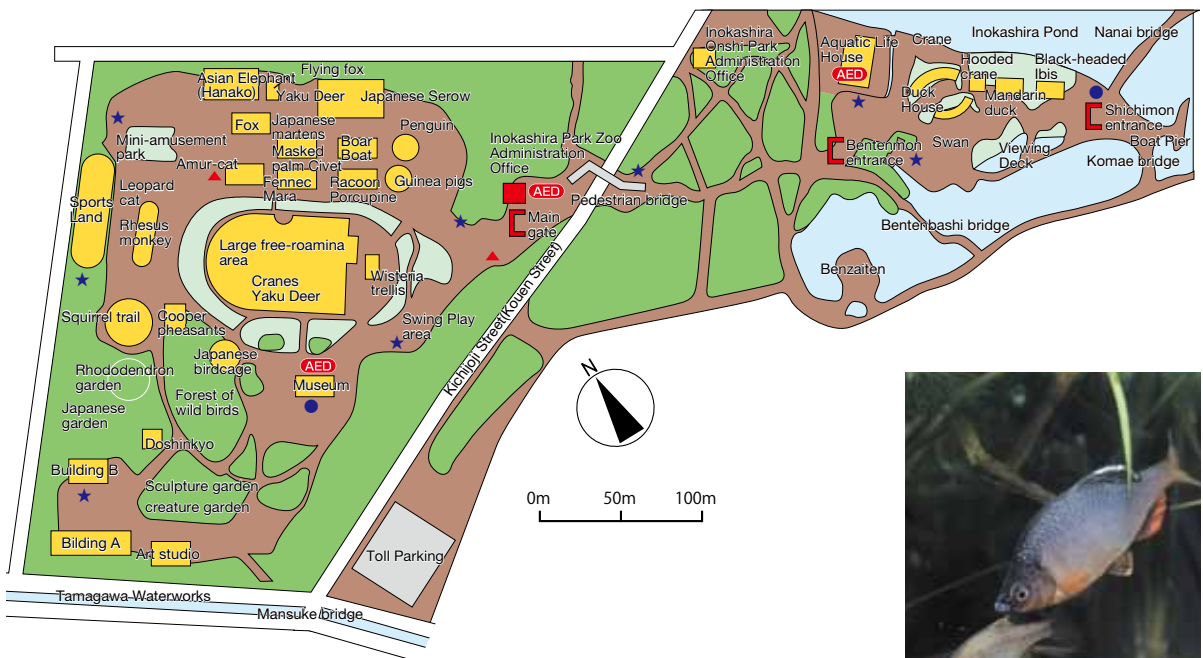 Inokashira
Onshi Park
Administration
Office
Aquatic Life
House
AED
Crane
Inokashira Pond
Nanai bridge
Hooded
crane
Black-headed
Ibis
Duck
House
Mandarin
duck
Shichimon
entrance
Boat Pier
Komae bridge
Swan
Viewing
Deck
Bentenmon
entrance
Bentenbashi bridge
Benzaiten
Asian Elephant
(Hanako)
Flying fox
Yaku Deer
Japanese Serow
Fox
Japanese
martens
Masked
palm Civet
Boar
Boat
Penguin
Mini-amusement
park
Amur-cat
Fennec
Mara
Racoon
Porcupine
Guinea pigs
Inokashira Park Zoo
Administration
Office
AED
Main
gate
Pedestrian bridge
Sports
Land
Leopard
cat
Rhesus
monkey
Large free-roamina
area
Cranes
Yaku Deer
Wisteria
trellis
Squirrel trail
Cooper
pheasants
Swing Play
area
Kichijoji Street(Kouen Street)
Japanese
birdcage
AED
Museum
Rhododendron
garden
Japanese
garden
Forest of
wild birds
Doshinkyo
Building B
Sculpture garden
creature garden
Bilding A
Art studio
Toll Parking
Tamagawa Waterworks
Mansuke bridge
N
0m 50m 100m